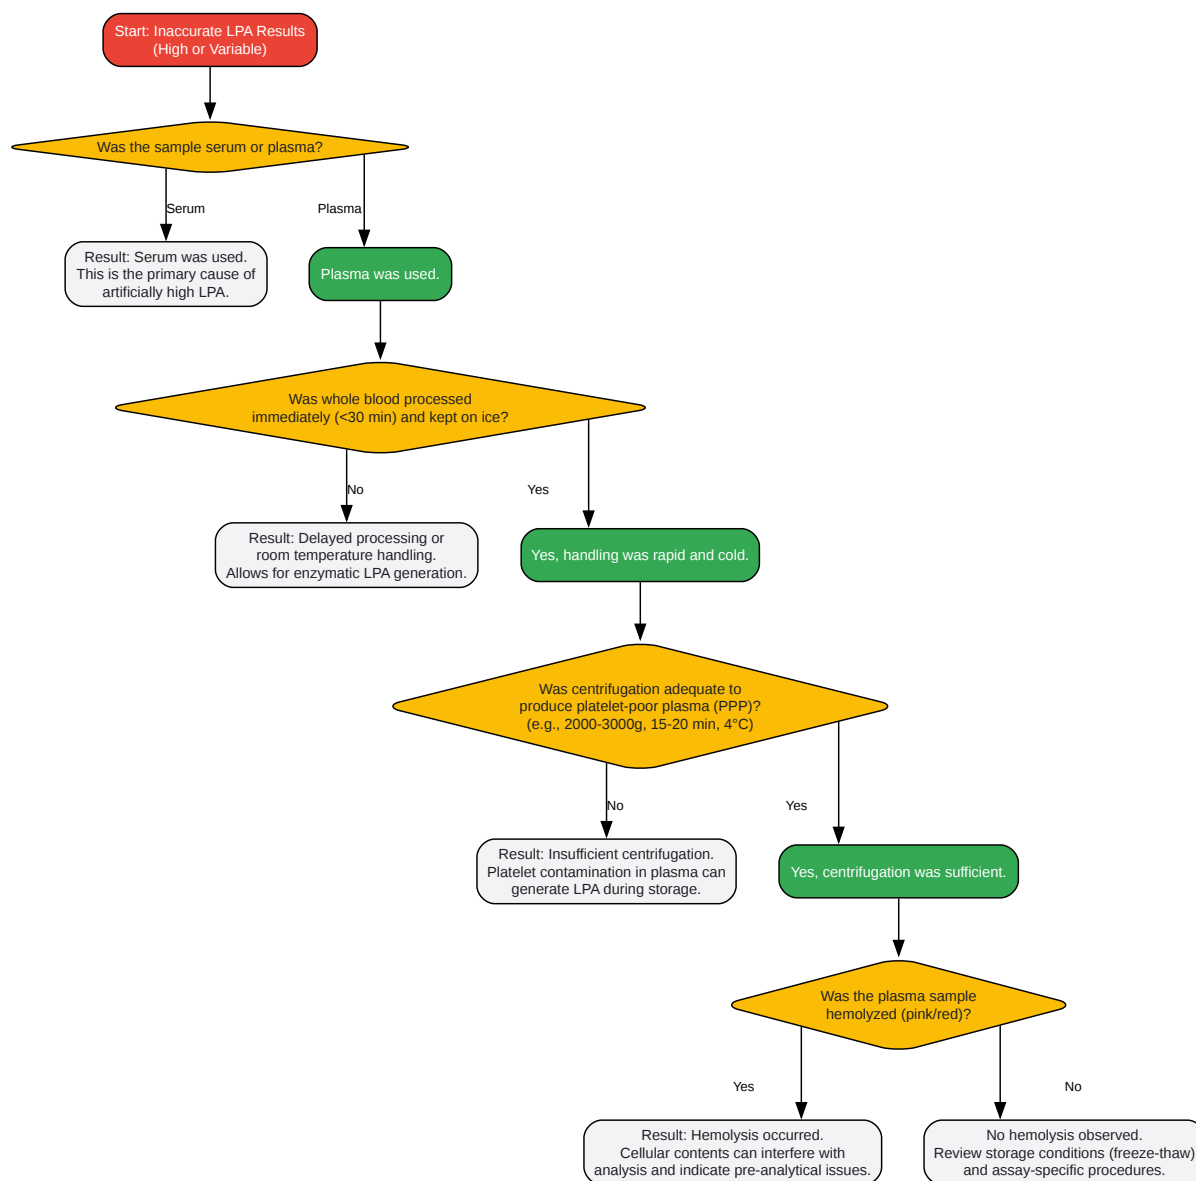 Start: Inaccurate LPA Results
(High or Variable)
Was the sample serum or plasma?
Serum
Plasma
Result: Serum was used.
This is the primary cause of
artificially high LPA.
Plasma was used.
Was whole blood processed
immediately (<30 min) and kept on ice?
No
Yes
Result: Delayed processing or
room temperature handling.
Allows for enzymatic LPA generation.
Yes, handling was rapid and cold.
Was centrifugation adequate to
produce platelet-poor plasma (PPP)?
(e.g., 2000-3000g, 15-20 min, 4°C)
No
Yes
Result: Insufficient centrifugation.
Platelet contamination in plasma can
generate LPA during storage.
Yes, centrifugation was sufficient.
Was the plasma sample
hemolyzed (pink/red)?
Yes
No
Result: Hemolysis occurred.
Cellular contents can interfere with
analysis and indicate pre-analytical issues.
No hemolysis observed.
Review storage conditions (freeze-thaw)
and assay-specific procedures.